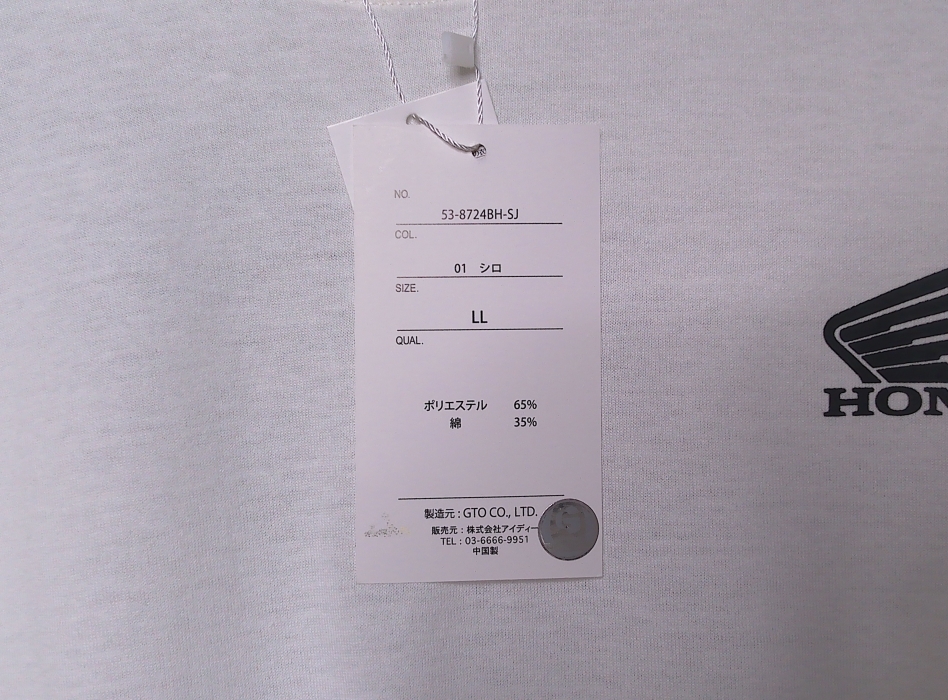 NO.
53-8724BH-SJ
COL.
01 シロ
SIZE.
LL
QUAL.
ポリエステル 65%
綿 35%
製造元 : GTO CO., LTD.
販売元 : 株式会社アイディー
TEL : 03-6666-9951
中国製
HON